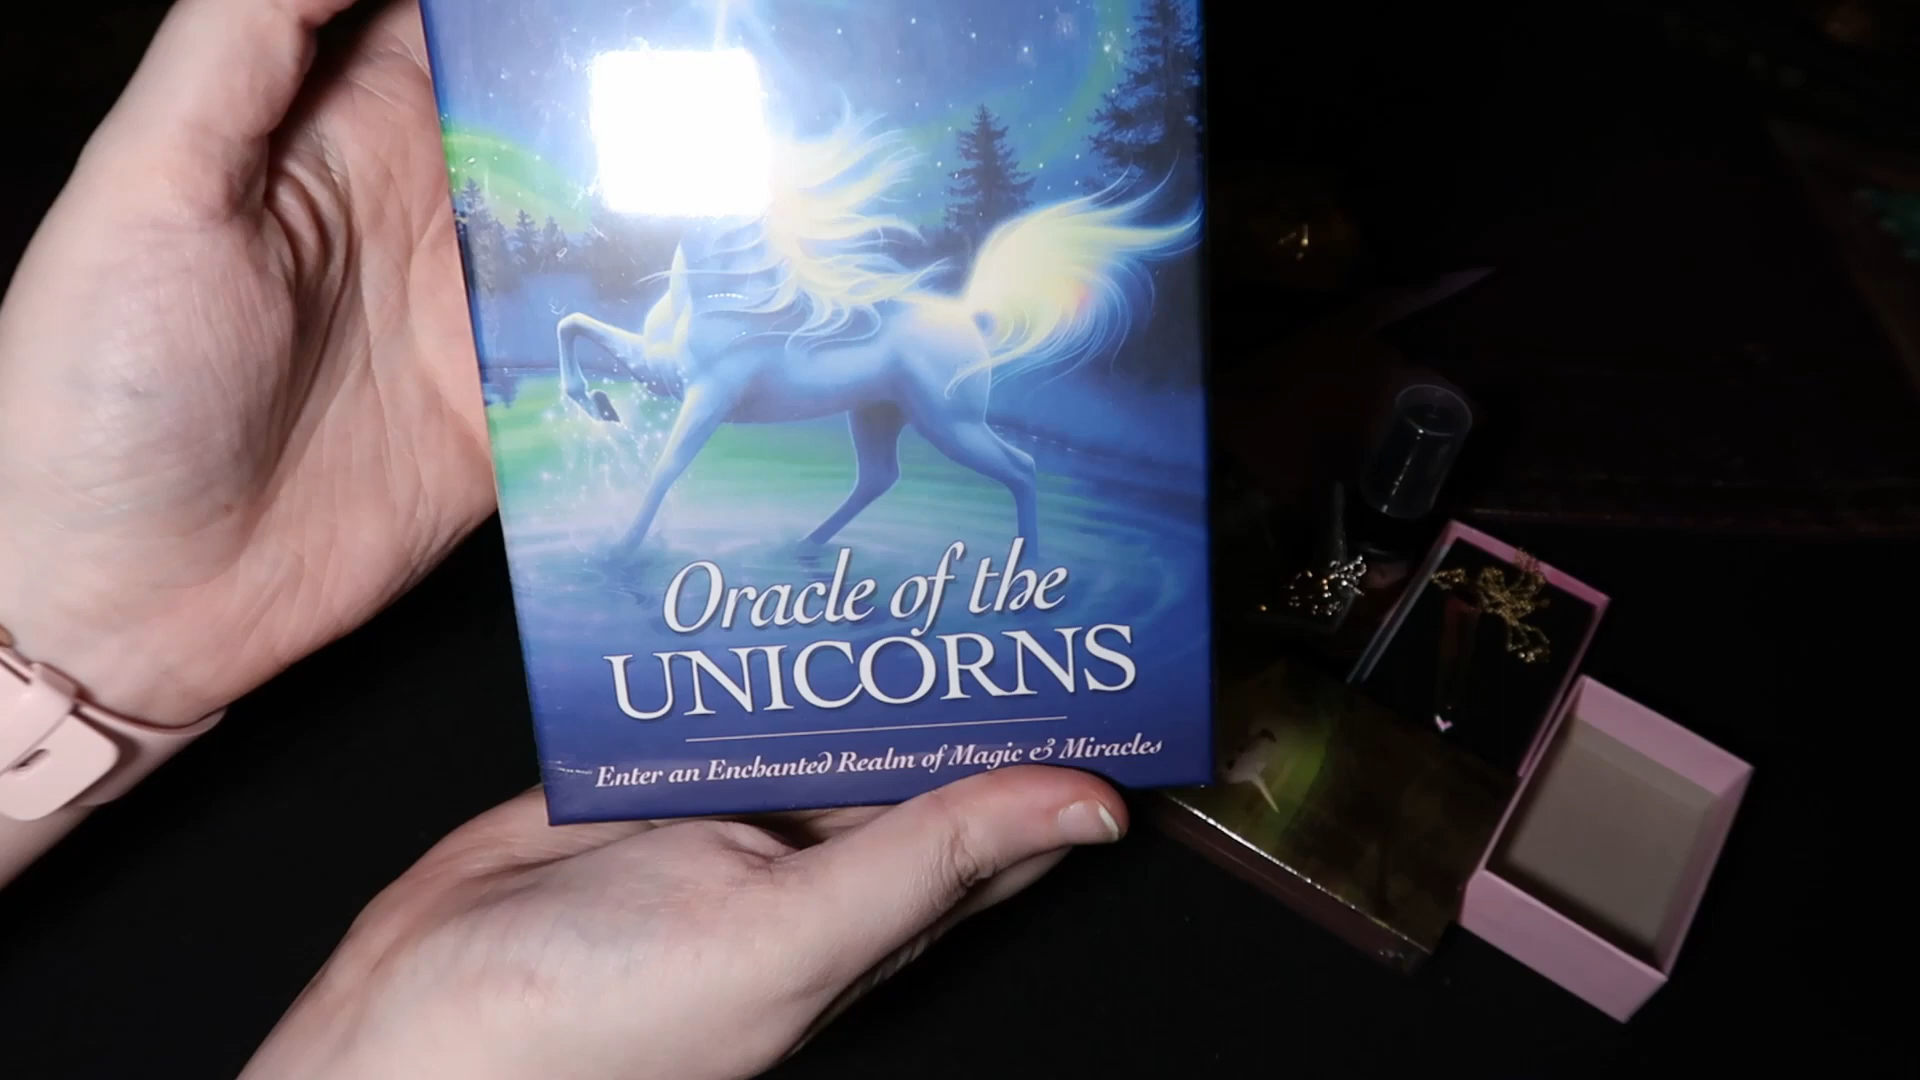 Oracle of the
UNICORNS
Enter an Enchanted Realm of Magic & Miracles